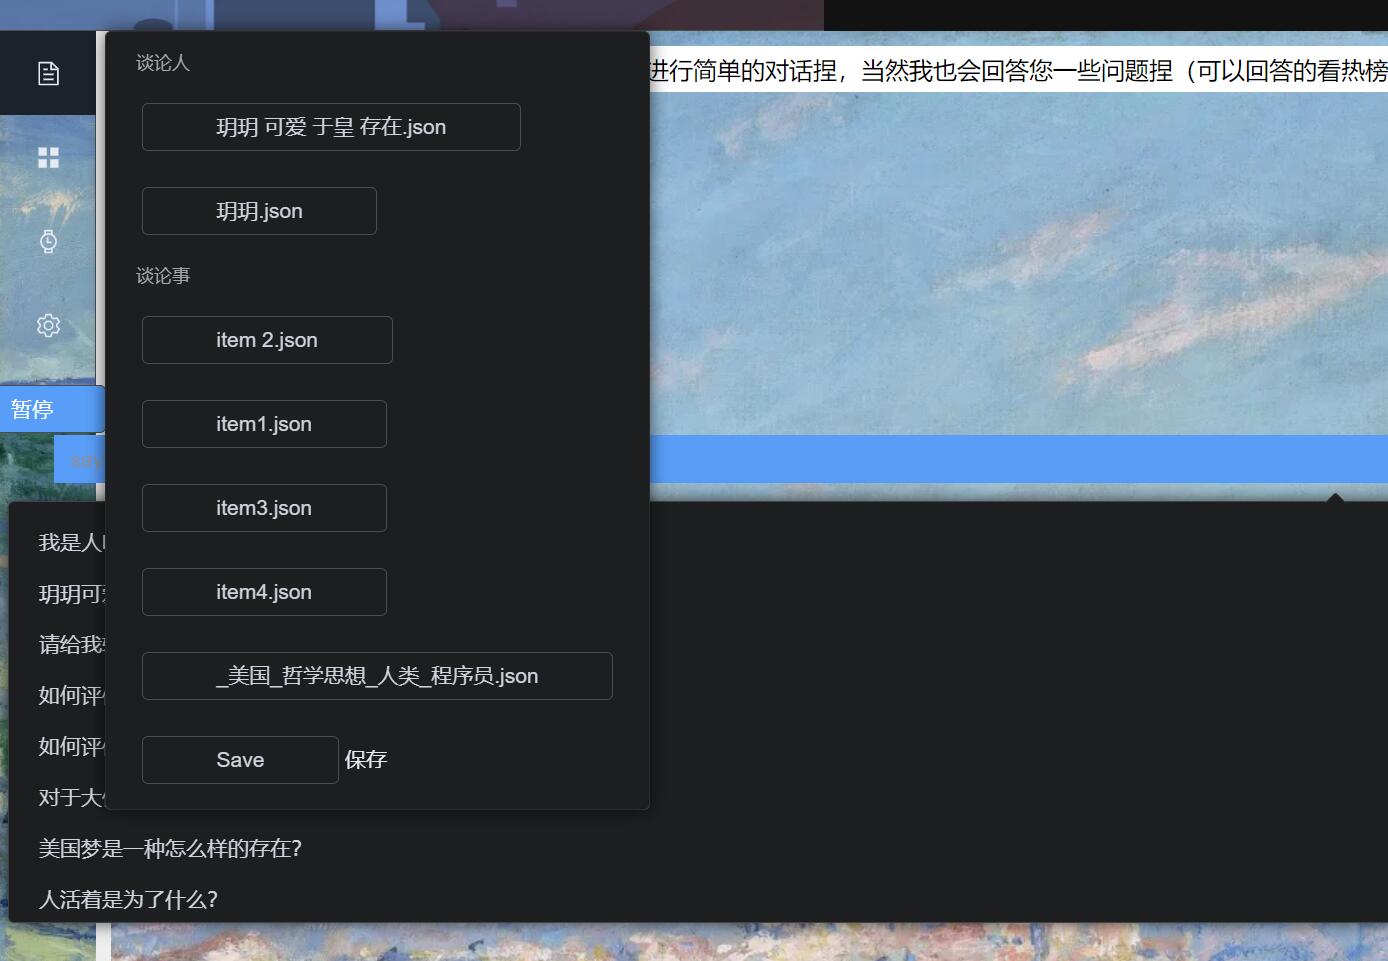 谈论人
进行简单的对话捏，当然我也会回答您一些问题捏（可以回答的看热榜
玥玥 可爱 于皇 存在.json
玥玥.json
谈论事
item 2.json
暂停
item1.json
say
item3.json
我是人
item4.json
玥玥可
请给我
_美国_哲学思想_人类_程序员.json
如何评
如何评
Save 保存
对于大
美国梦是一种怎么样的存在?
人活着是为了什么?